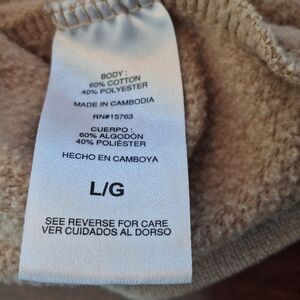 BODY :
60% COTTON
40% POLYESTER
MADE IN CAMBODIA
RN#15763
CUERPO :
60% ALGODÓN
40% POLIÉSTER
HECHO EN CAMBOYA
L/G
SEE REVERSE FOR CARE
VER CUIDADOS AL DORSO